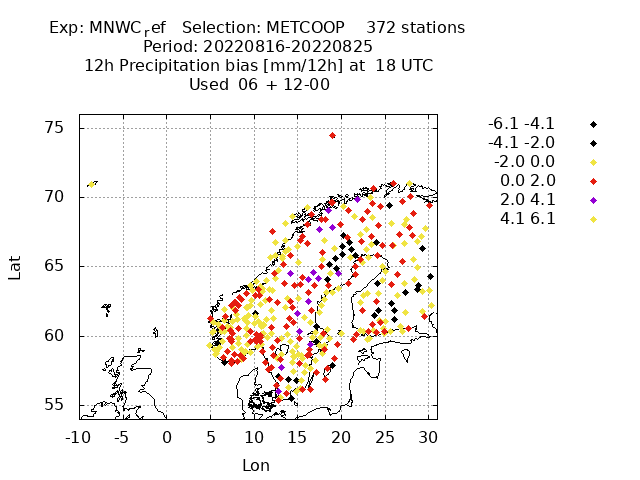 Exp: MNWCref   Selection: METCOOP    372 stations
Period: 20220816-20220825
12h Precipitation bias [mm/12h] at  18 UTC
Used  06 + 12-00
-6.1 -4.1
-4.1 -2.0
-2.0 0.0
0.0 2.0
2.0 4.1
4.1 6.1
75
70
65
60
55
Lat
-10 -5 0 5 10 15 20 25 30
Lon